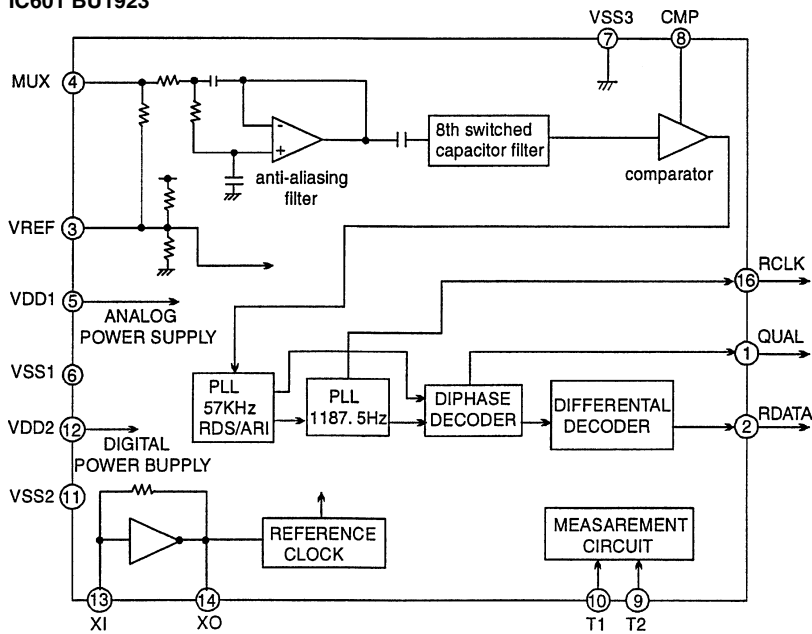 IC601 BU1923
VSS3 CMP
7 8
MUX 4
8th switched
capacitor filter
-
+
anti-aliasing
filter
comparator
VREF 3
RCLK
16
VDD1 5
ANALOG
POWER SUPPLY
QUAL
1
VSS1 6
PLL
57KHz
RDS/ARI
PLL
1187. 5Hz
DIPHASE
DECODER
DIFFERENTAL
DECODER
RDATA
2
VDD2 12
DIGITAL
POWER BUPPLY
VSS2 11
REFERENCE
CLOCK
MEASAREMENT
CIRCUIT
13 14 10 9
XI XO T1 T2